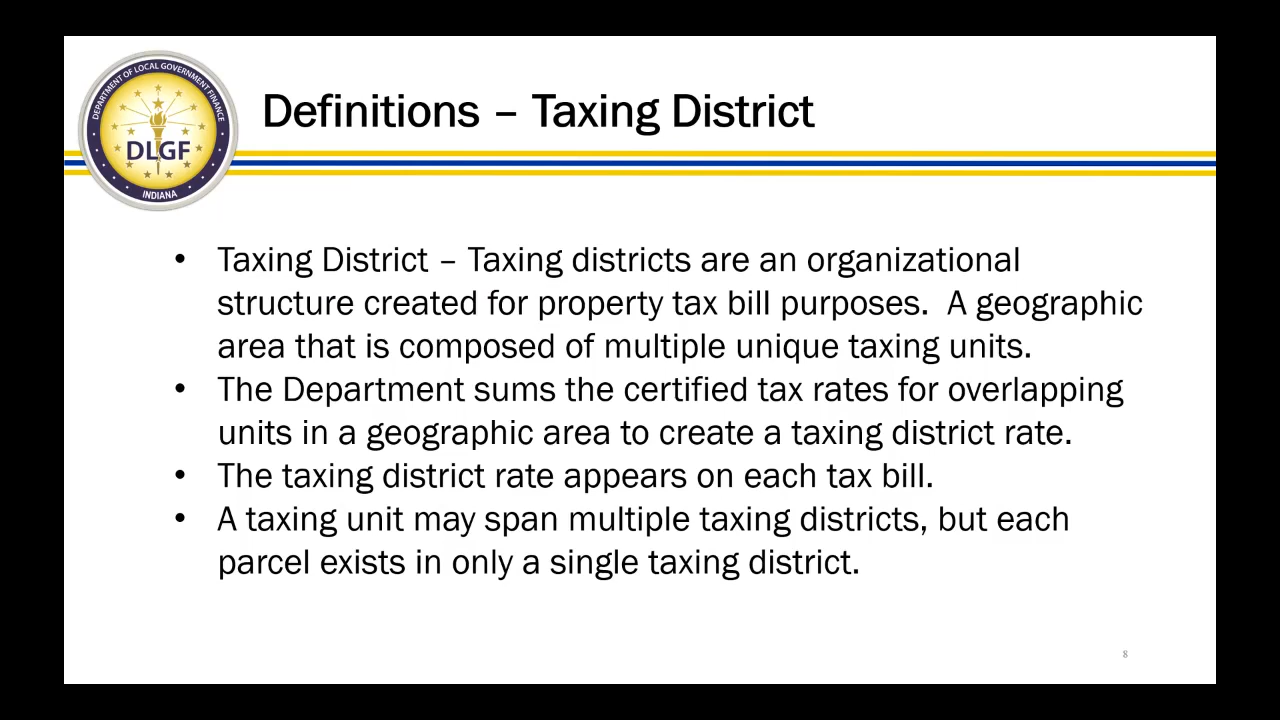 DEPARTMENT OF LOCAL GOVERNMENT FINANCE
DLGF
INDIANA
Definitions – Taxing District
• Taxing District – Taxing districts are an organizational
structure created for property tax bill purposes.  A geographic
area that is composed of multiple unique taxing units.
• The Department sums the certified tax rates for overlapping
units in a geographic area to create a taxing district rate.
• The taxing district rate appears on each tax bill.
• A taxing unit may span multiple taxing districts, but each
parcel exists in only a single taxing district.
8